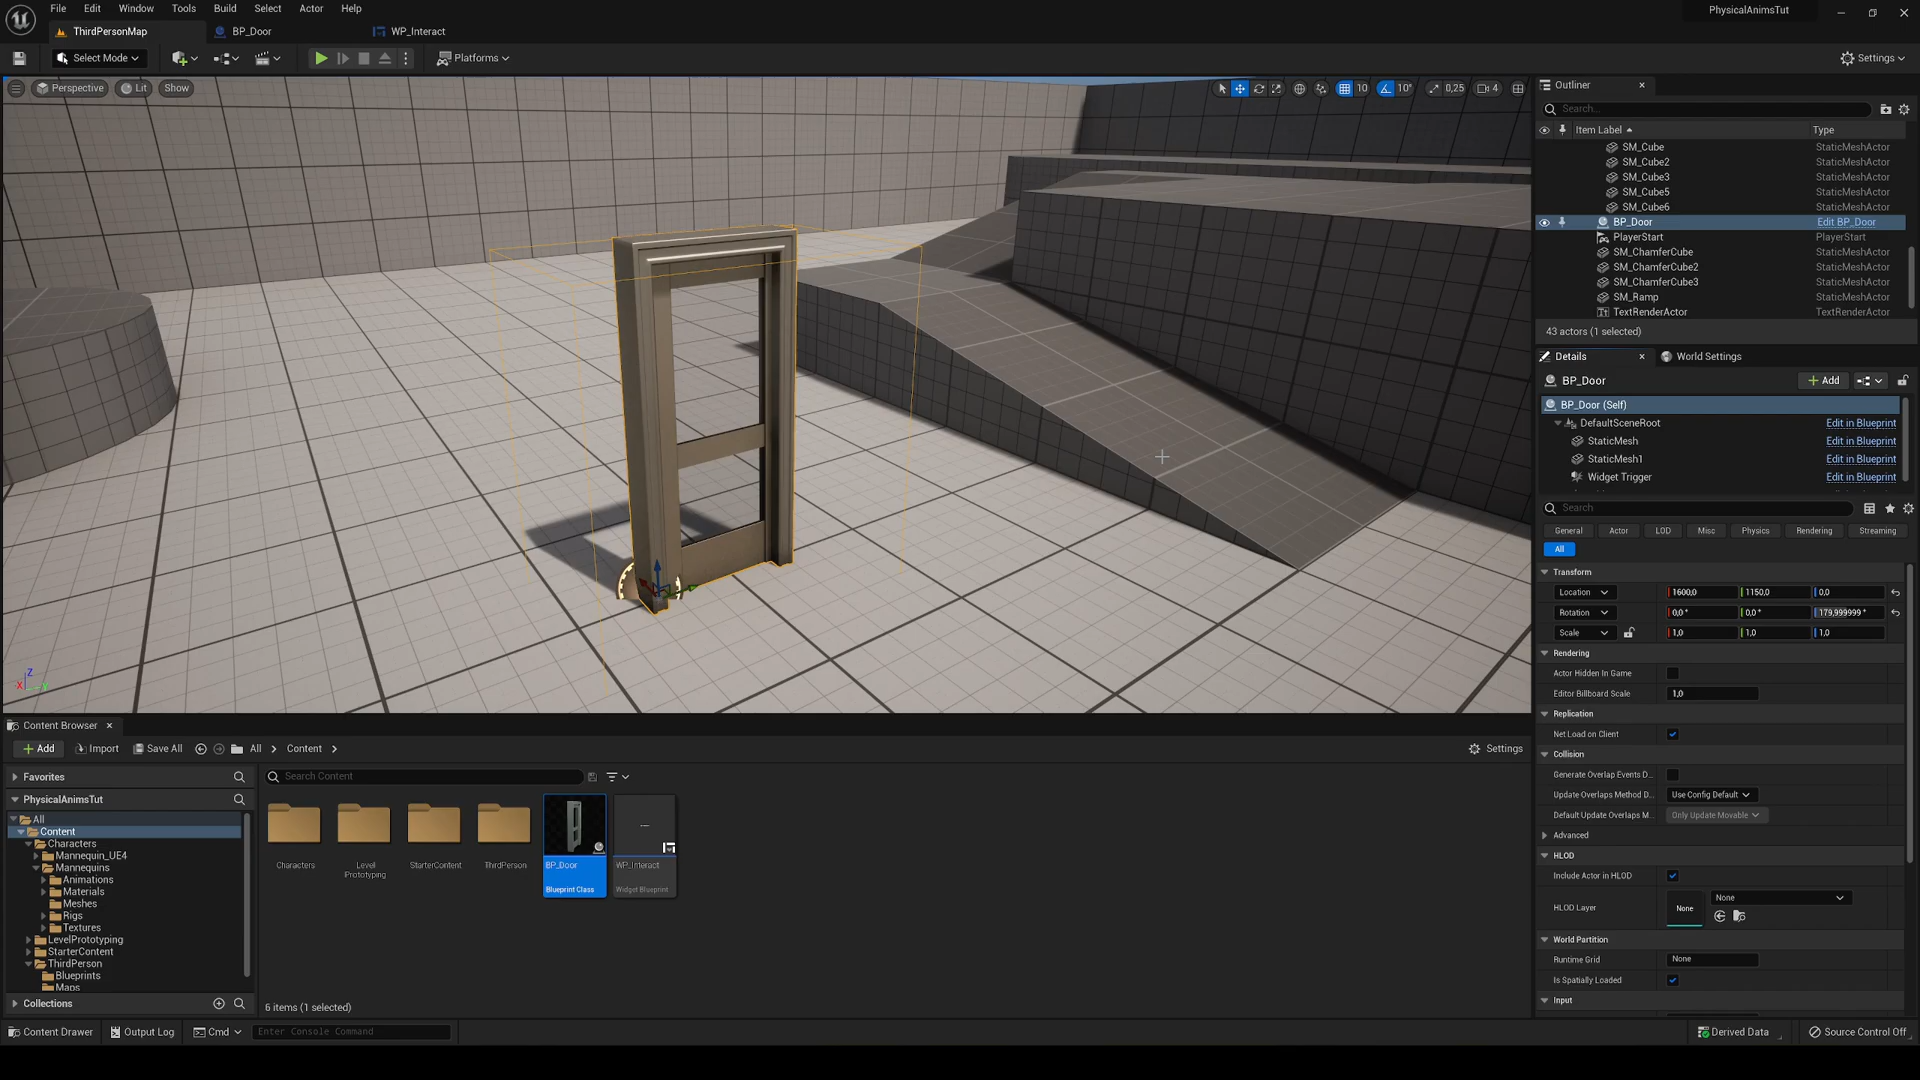 File Edit Window Tools Build Select Actor Help
PhysicalAnimsTut
ThirdPersonMap
BP_Door
WP_Interact
Select Mode
Platforms
Settings
Perspective
Lit
Show
10
10°
0,25
4
Z
X
Y
Outliner
Search...
Item Label
Type
SM_Cube StaticMeshActor
SM_Cube2 StaticMeshActor
SM_Cube3 StaticMeshActor
SM_Cube5 StaticMeshActor
SM_Cube6 StaticMeshActor
BP_Door Edit BP_Door
PlayerStart PlayerStart
SM_ChamferCube StaticMeshActor
SM_ChamferCube2 StaticMeshActor
SM_ChamferCube3 StaticMeshActor
SM_Ramp StaticMeshActor
TextRenderActor TextRenderActor
43 actors (1 selected)
Details
World Settings
BP_Door
Add
BP_Door (Self)
DefaultSceneRoot Edit in Blueprint
StaticMesh Edit in Blueprint
StaticMesh1 Edit in Blueprint
Widget Trigger Edit in Blueprint
Search
General Actor LOD Misc Physics Rendering Streaming
All
Transform
Location 1600,0 1150,0 0,0
Rotation 0,0 ° 0,0 ° 179,999999 °
Scale 1,0 1,0 1,0
Rendering
Actor Hidden In Game
Editor Billboard Scale 1,0
Replication
Net Load on Client
Collision
Generate Overlap Events D...
Update Overlaps Method D... Use Config Default
Default Update Overlaps M... Only Update Movable
Advanced
HLOD
Include Actor in HLOD
HLOD Layer None None
World Partition
Runtime Grid None
Is Spatially Loaded
Input
Content Browser
Add
Import
Save All
All
Content
Settings
Favorites
PhysicalAnimsTut
All
Content
Characters
Mannequin_UE4
Mannequins
Animations
Materials
Meshes
Rigs
Textures
LevelPrototyping
StarterContent
ThirdPerson
Blueprints
Maps
Collections
Search Content
Characters
Level
Prototyping
StarterContent
ThirdPerson
BP_Door
Blueprint Class
WP_Interact
Widget Blueprint
6 items (1 selected)
Content Drawer
Output Log
Cmd
Enter Console Command
Derived Data
Source Control Off